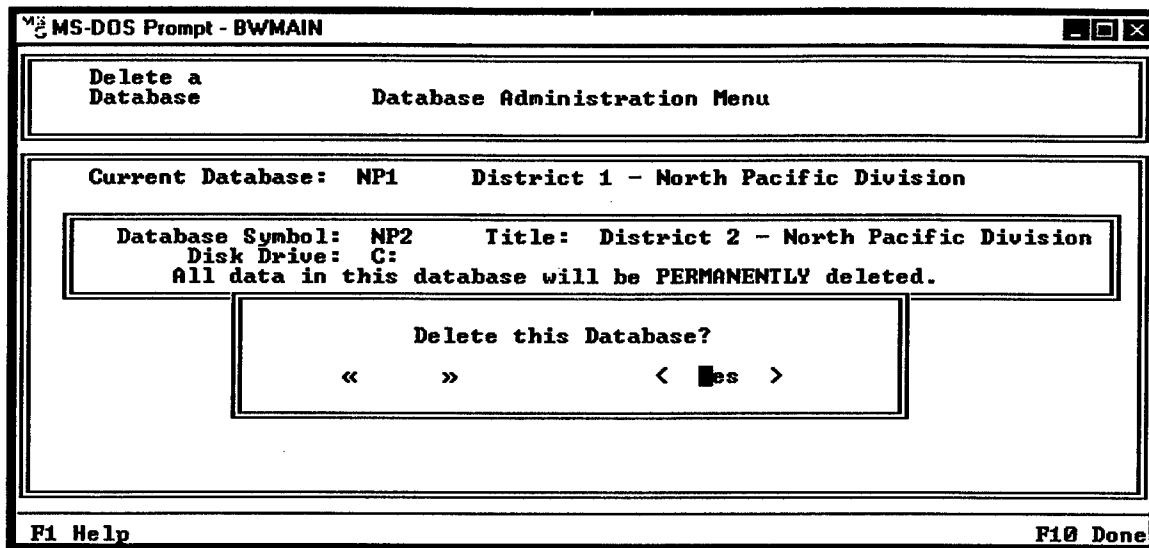 MS-DOS Prompt - BWMAIN
Delete a
Database Database Administration Menu
Current Database: NP1 District 1 - North Pacific Division
Database Symbol: NP2 Title: District 2 - North Pacific Division
Disk Drive: C:
All data in this database will be PERMANENTLY deleted.
Delete this Database?
« » < es >
F1 Help F10 Done